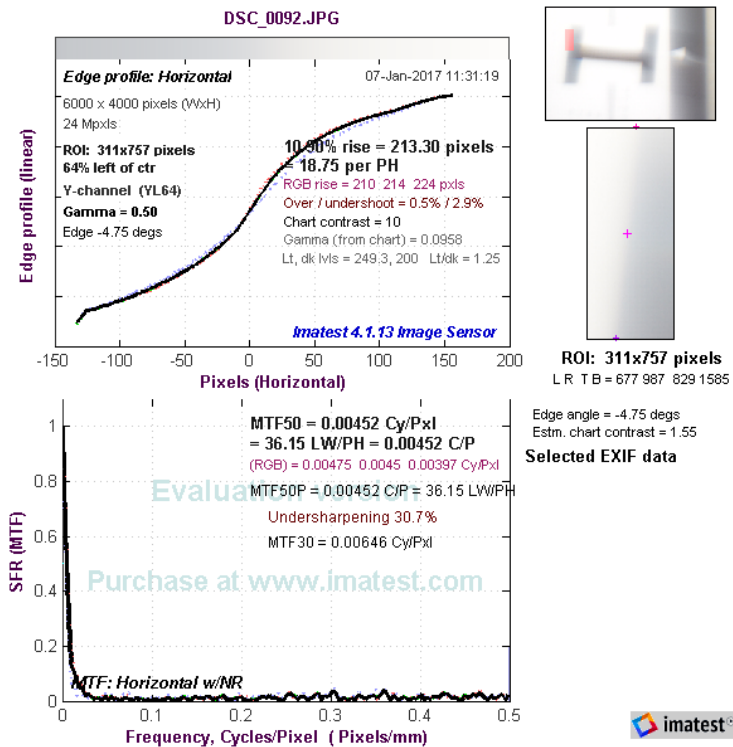 DSC_0092.JPG
Edge profile: Horizontal
07-Jan-2017 11:31:19
6000 x 4000 pixels (WxH)
24 Mpxls
ROI: 311x757 pixels
64% left of ctr
Y-channel (YL64)
Gamma = 0.50
Edge -4.75 degs
10-90% rise = 213.30 pixels
= 18.75 per PH
RGB rise = 210 214 224 pxls
Over / undershoot = 0.5% / 2.9%
Chart contrast = 10
Gamma (from chart) = 0.0958
Lt, dk lvls = 249.3, 200 Lt/dk = 1.25
Imatest 4.1.13 Image Sensor
Edge profile (linear)
-150 -100 -50 0 50 100 150 200
Pixels (Horizontal)
ROI: 311x757 pixels
L R T B = 677 987 829 1585
Edge angle = -4.75 degs
Estm. chart contrast = 1.55
Selected EXIF data
MTF50 = 0.00452 Cy/Pxl
= 36.15 LW/PH = 0.00452 C/P
(RGB) = 0.00475 0.0045 0.00397 Cy/Pxl
Evaluation version
MTF50P = 0.00452 C/P = 36.15 LW/PH
Undersharpening 30.7%
MTF30 = 0.00646 Cy/Pxl
Purchase at www.imatest.com
MTF: Horizontal w/NR
SFR (MTF)
1
0.8
0.6
0.4
0.2
0
0 0.1 0.2 0.3 0.4 0.5
Frequency, Cycles/Pixel ( Pixels/mm)
imatest®